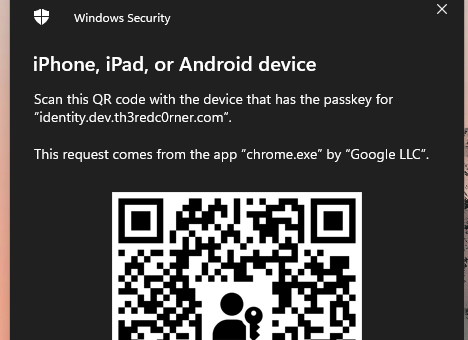 Windows Security
iPhone, iPad, or Android device
Scan this QR code with the device that has the passkey for
“identity.dev.th3redc0rner.com”.
This request comes from the app “chrome.exe” by “Google LLC”.